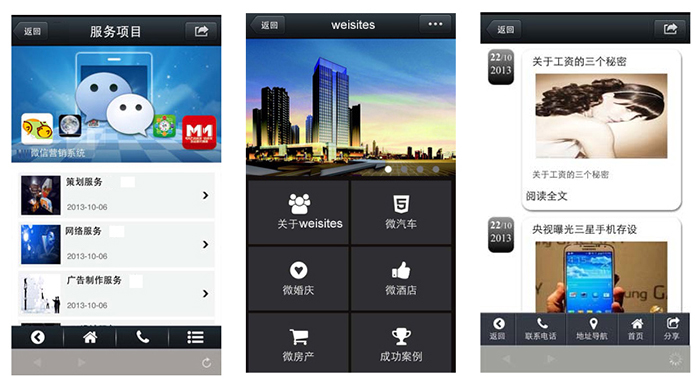 返回
服务项目
M1
微信营销系统
策划服务
2013-10-06
网络服务
2013-10-06
广告制作服务
2013-10-06
返回
weisites
关于weisites
微汽车
微婚庆
微酒店
微房产
成功案例
返回
22/10
2013
关于工资的三个秘密
关于工资的三个秘密
阅读全文
22/10
2013
央视曝光三星手机存设
返回
联系电话
地址导航
首页
分享